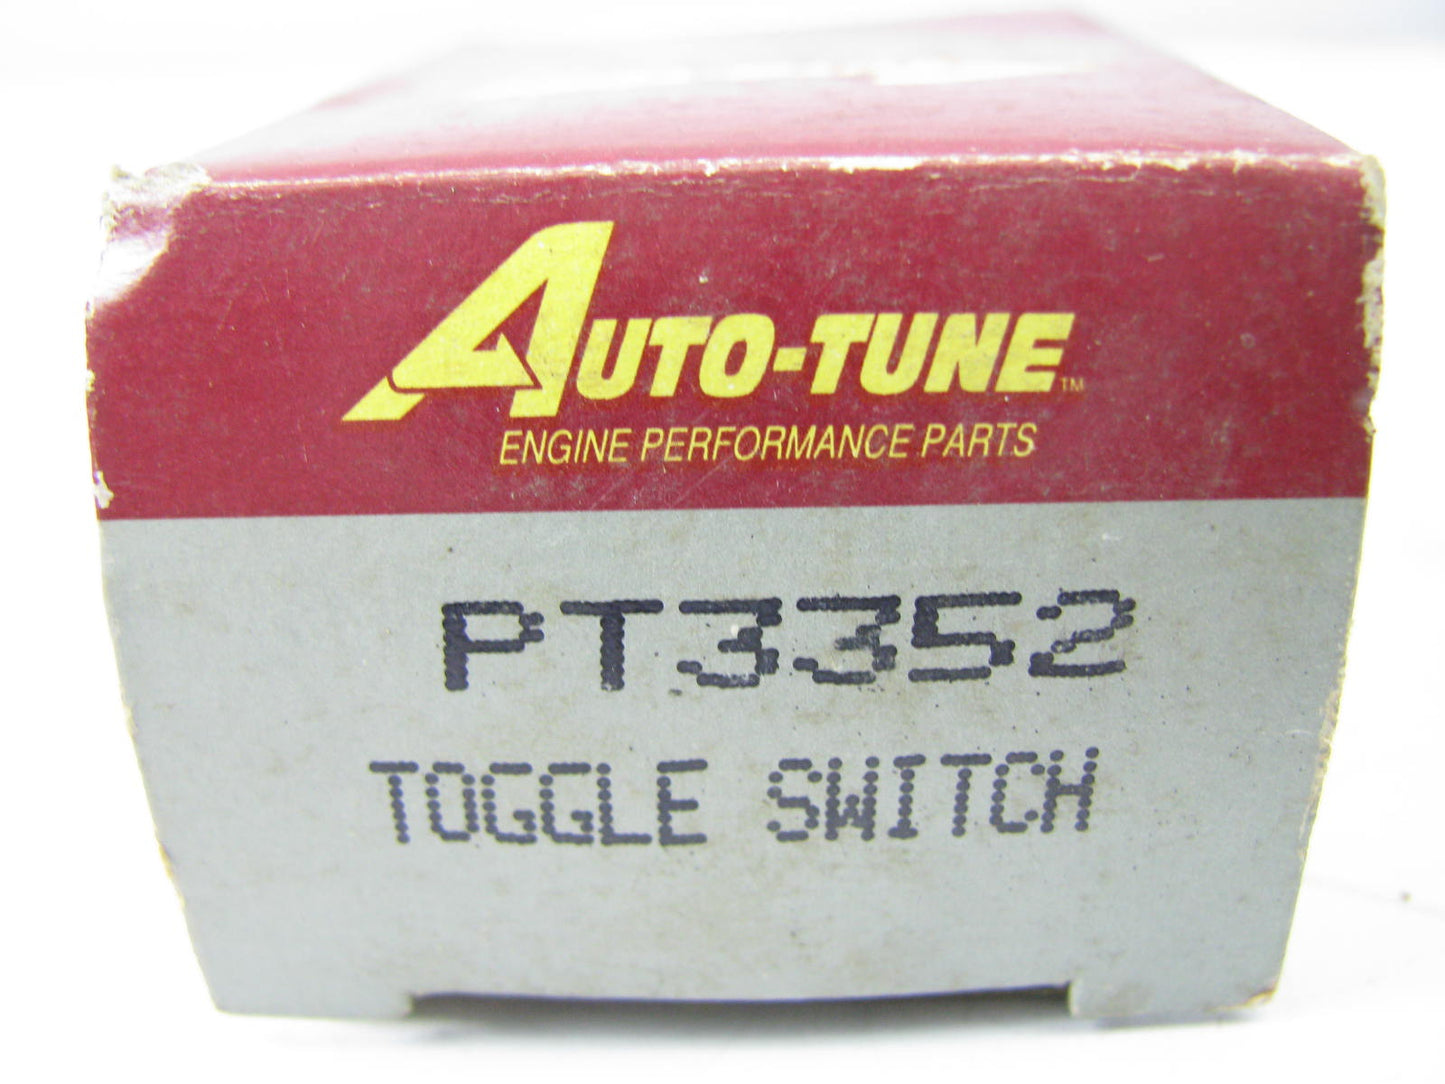 AUTO-TUNE™
ENGINE PERFORMANCE PARTS
PT3352
TOGGLE SWITCH